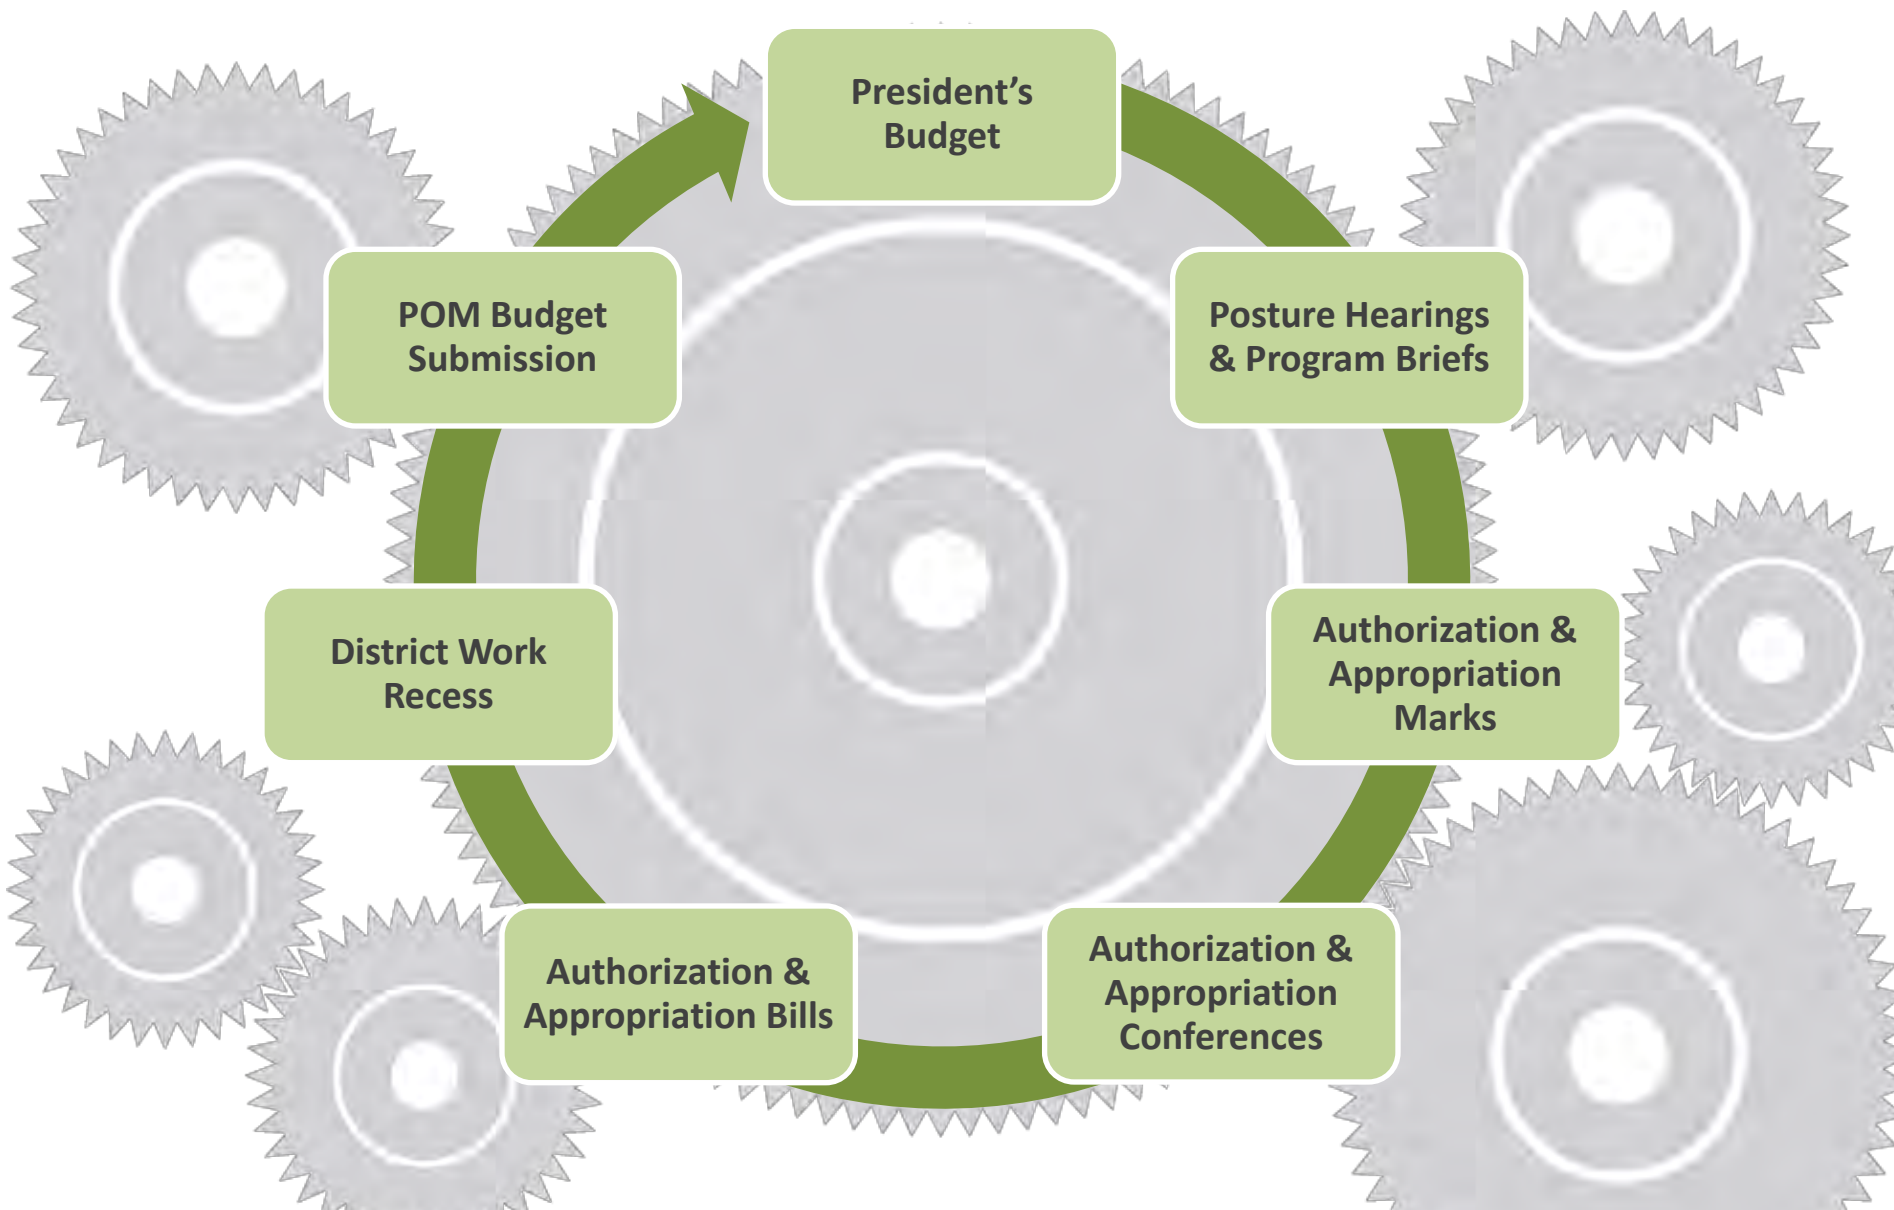 President’s
Budget
Posture Hearings
& Program Briefs
Authorization &
Appropriation
Marks
Authorization &
Appropriation
Conferences
Authorization &
Appropriation Bills
District Work
Recess
POM Budget
Submission